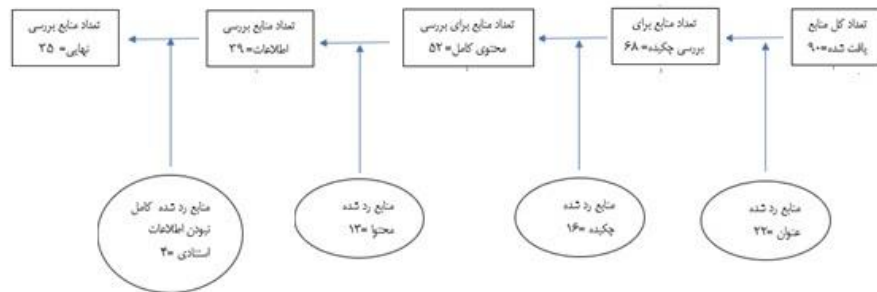 تعداد کل منابع
یافت شده=۹۰
تعداد منابع برای
بررسی چکیده= ۶۸
تعداد منابع برای بررسی
محتوی کامل= ۵۲
تعداد منابع بررسی
اطلاعات= ۳۹
تعداد منابع بررسی
نهایی= ۳۵
منابع رد شده
عنوان =۲۲
منابع رد شده
چکیده =۱۶
منابع رد شده
محتوا =۱۳
منابع رد شده کامل
نبودن اطلاعات
استنادی =۴